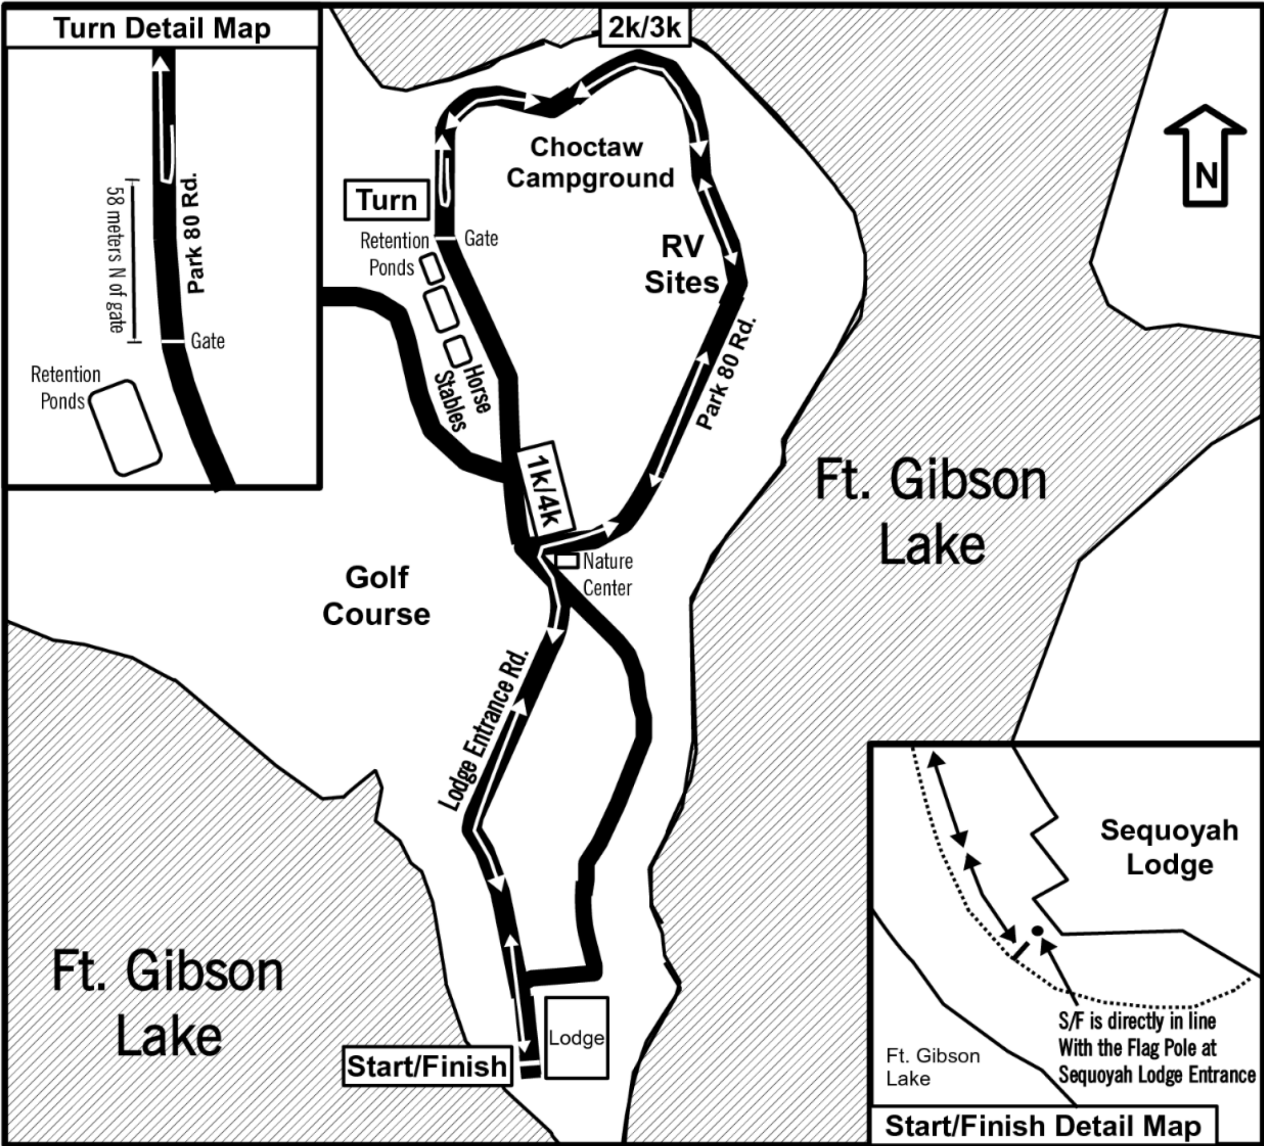 Turn Detail Map
Park 80 Rd.
58 meters N of gate
Gate
Retention
Ponds
2k/3k
Choctaw
Campground
N
Turn
Retention
Ponds
Gate
RV
Sites
Horse
Stables
Park 80 Rd.
1k/4k
Ft. Gibson
Lake
Nature
Center
Golf
Course
Lodge Entrance Rd.
Ft. Gibson
Lake
Lodge
Start/Finish
Sequoyah
Lodge
S/F is directly in line
With the Flag Pole at
Sequoyah Lodge Entrance
Ft. Gibson
Lake
Start/Finish Detail Map